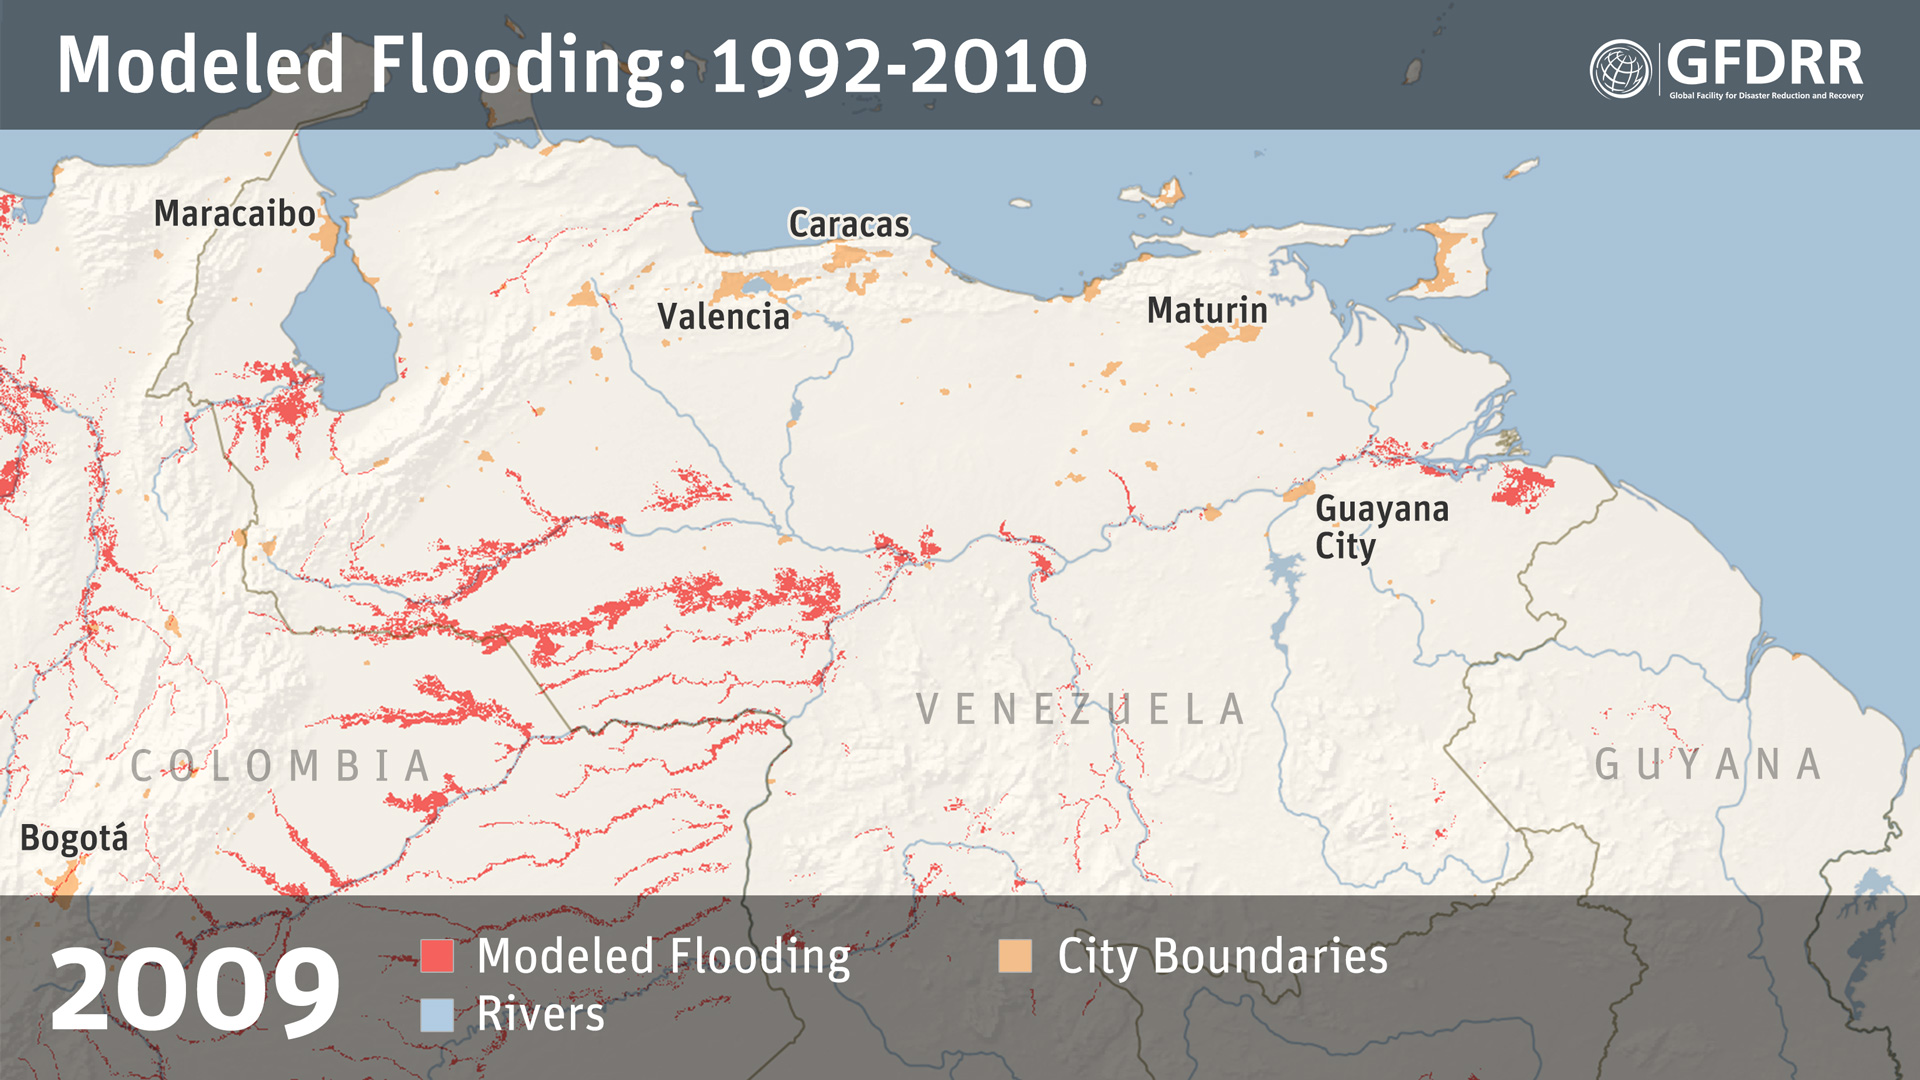 Modeled Flooding: 1992-2010
GFDRR
Global Facility for Disaster Reduction and Recovery
Maracaibo
Caracas
Valencia
Maturin
Guayana
City
VENEZUELA
COLOMBIA
GUYANA
Bogotá
2009
Modeled Flooding
City Boundaries
Rivers